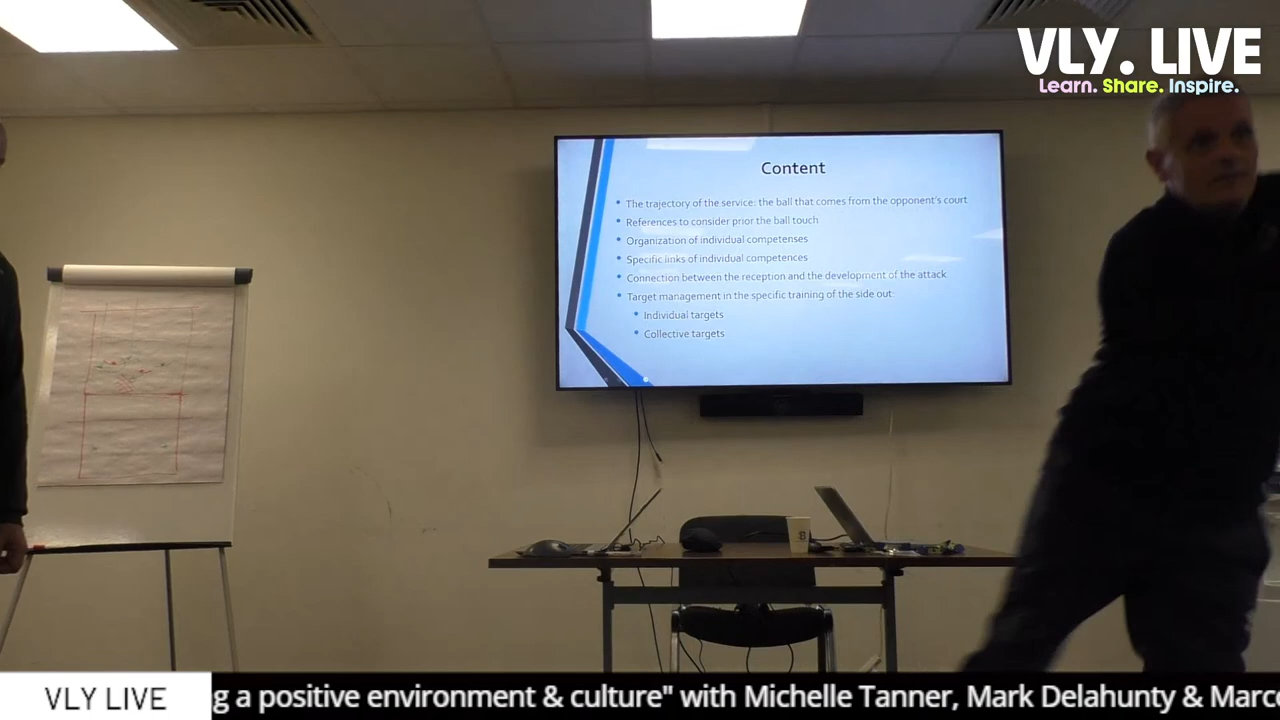 VLY. LIVE
Learn. Share. Inspire.
Content
• The trajectory of the service: the ball that comes from the opponent's court
• References to consider prior the ball touch
• Organization of individual competenses
• Specific links of individual competences
• Connection between the reception and the development of the attack
• Target management in the specific training of the side out:
• Individual targets
• Collective targets
VLY LIVE
g a positive environment & culture" with Michelle Tanner, Mark Delahunty & Marc